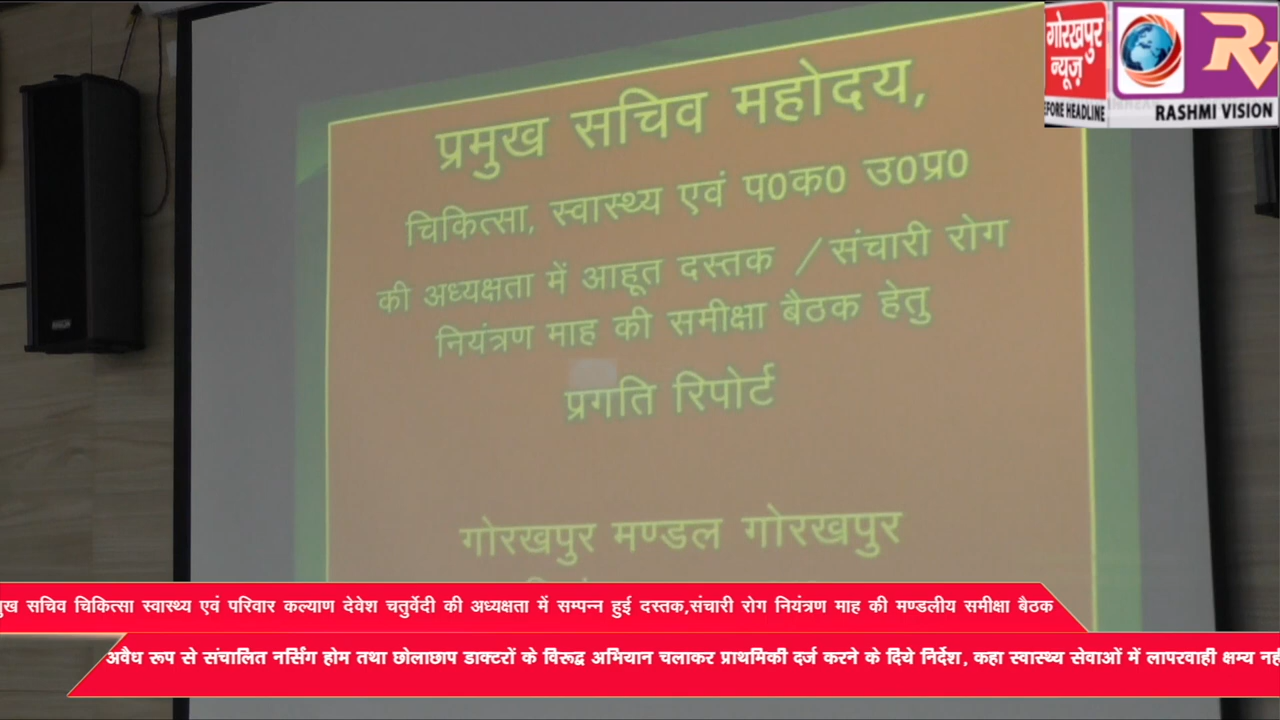 गोरखपुर
न्यूज़
EFORE HEADLINE
RV
RASHMI VISION
प्रमुख सचिव महोदय,
चिकित्सा, स्वास्थ्य एवं प0क0 उ0प्र0
की अध्यक्षता में आहूत दस्तक /संचारी रोग
नियंत्रण माह की समीक्षा बैठक हेतु
प्रगति रिपोर्ट
गोरखपुर मण्डल गोरखपुर
सचिव चिकित्सा स्वास्थ्य एवं परिवार कल्याण देवेश चतुर्वेदी की अध्यक्षता में सम्पन्न हुई दस्तक,संचारी रोग नियंत्रण माह की मण्डलीय समीक्षा बैठक
अवैध रूप से संचालित नर्सिंग होम तथा छोलाछाप डाक्टरों के विरूद्व अभियान चलाकर प्राथमिकी दर्ज करने के दिये निर्देश, कहा स्वास्थ्य सेवाओं में लापरवाही क्षम्य